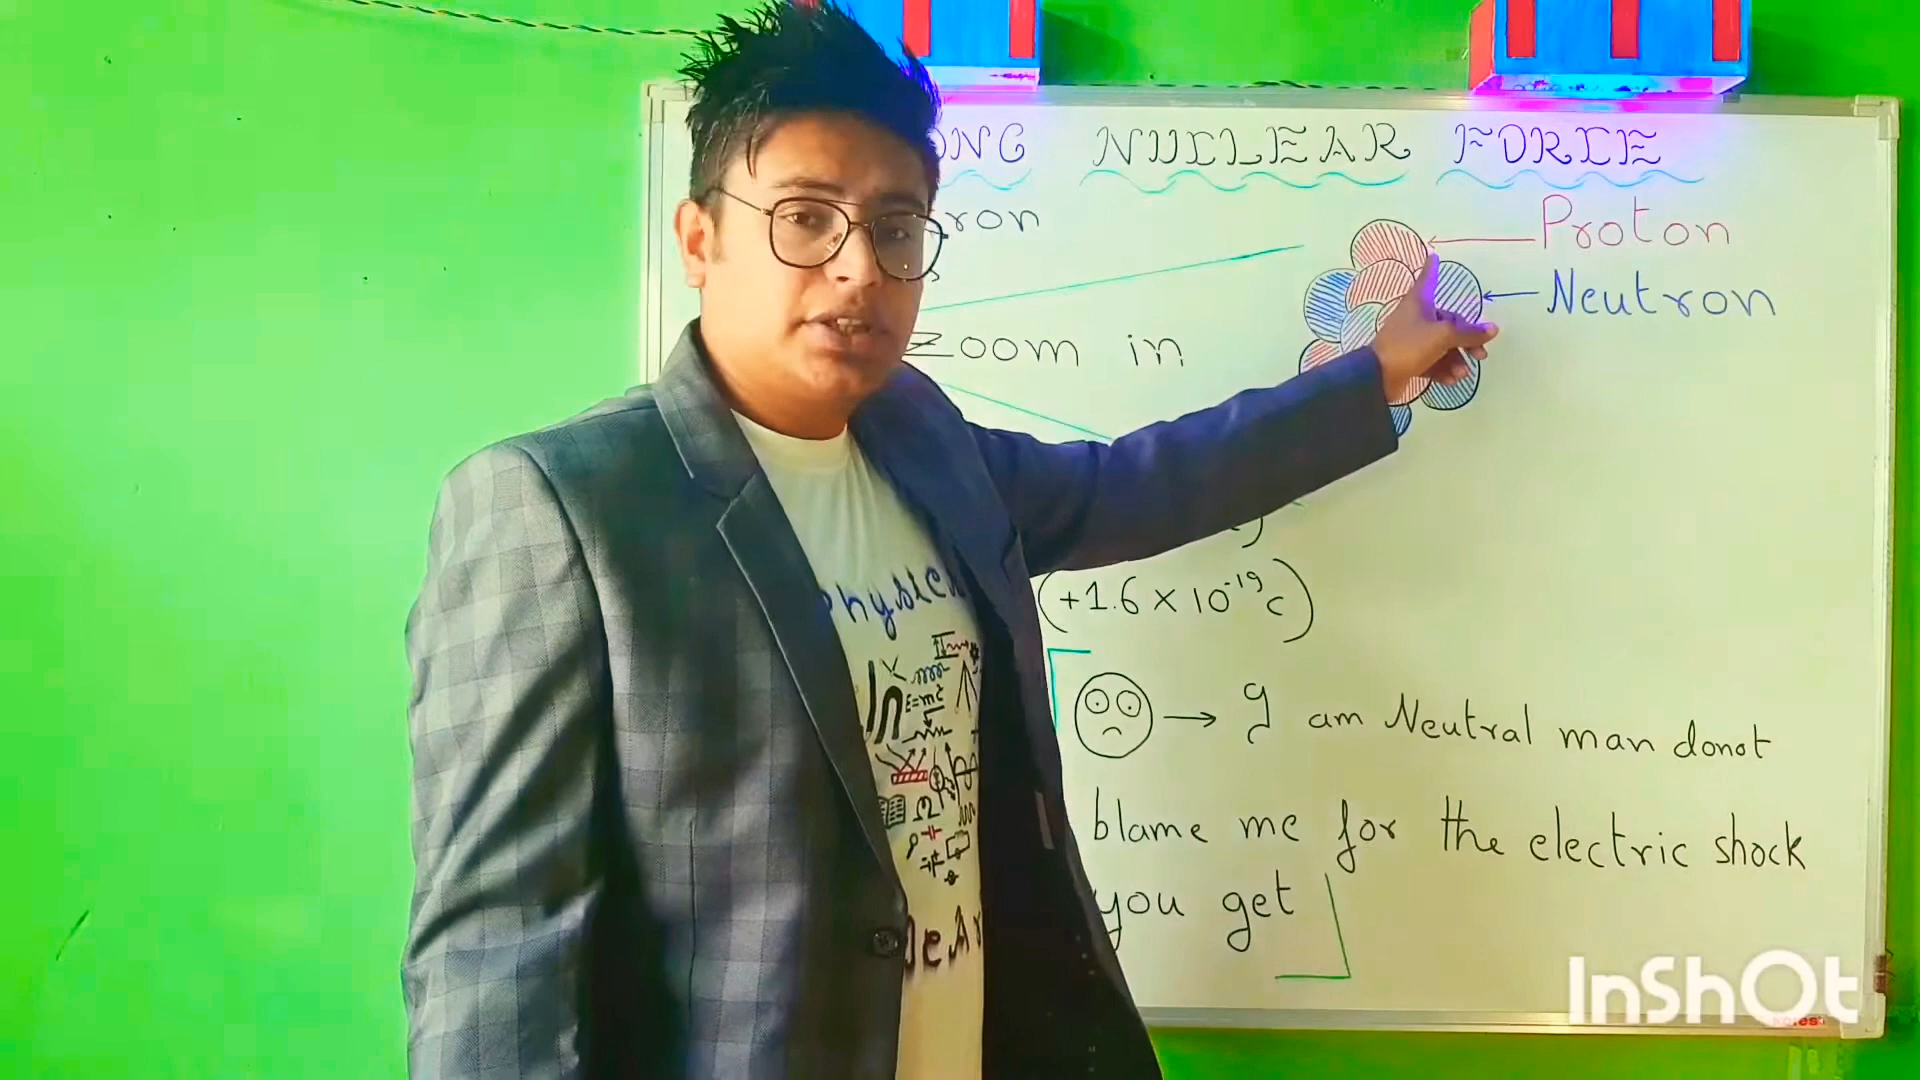 NUCLEAR FORCE
Proton
Neutron
Zoom in
(+1.6 × 10⁻¹⁹ c)
→ I am Neutral man donot
blame me for the electric shock
you get
Physics
E=mc²
InShOt